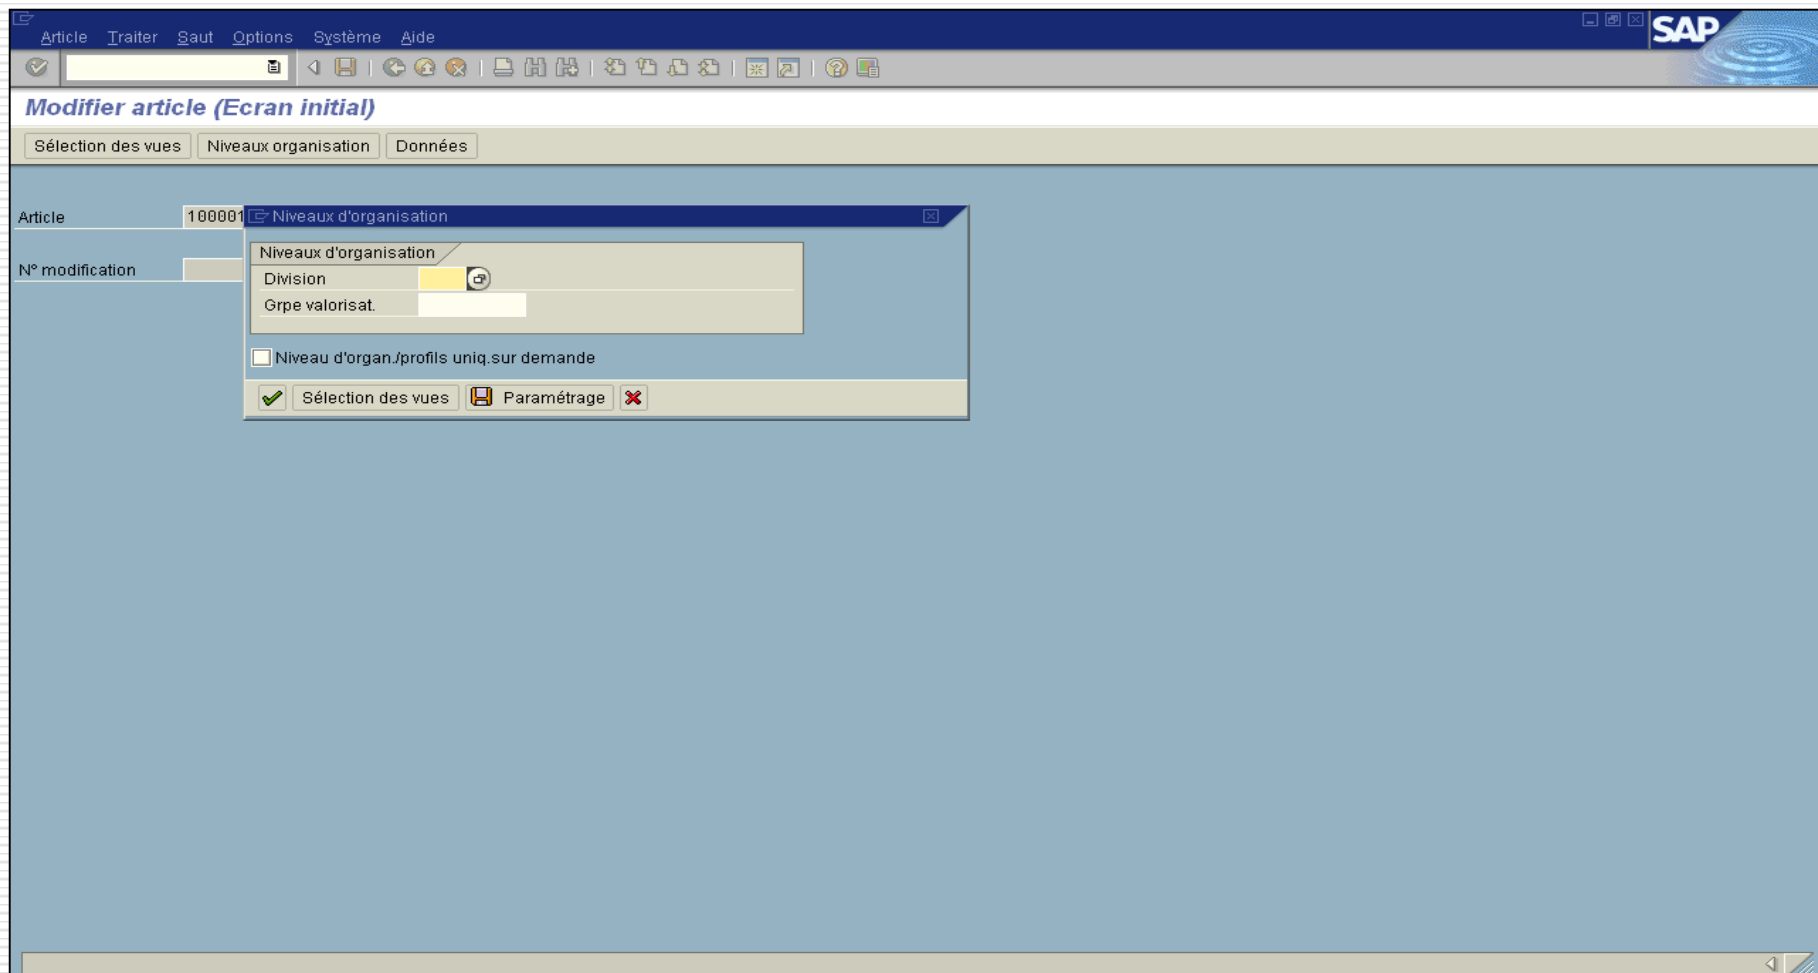 Article Traiter Saut Options Système Aide
SAP
Modifier article (Ecran initial)
Sélection des vues Niveaux organisation Données
Article 100001
Niveaux d'organisation
Niveaux d'organisation
N° modification
Division
Grpe valorisat.
Niveau d'organ./profils uniq.sur demande
Sélection des vues Paramétrage